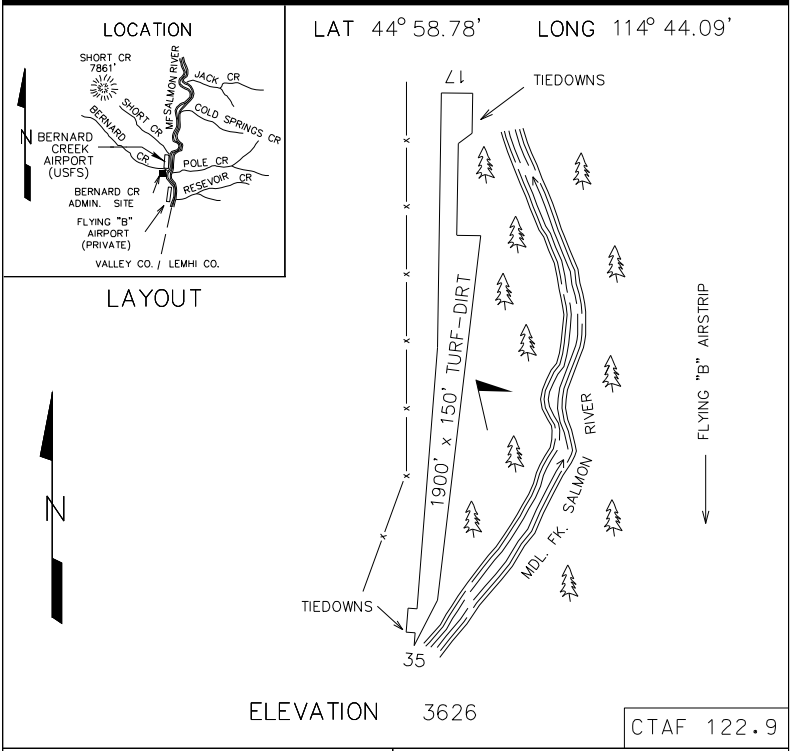 LOCATION
SHORT CR
7861'
MF SALMON RIVER
JACK CR
SHORT CR
COLD SPRINGS CR
BERNARD CR
N
BERNARD
CREEK
AIRPORT
(USFS)
POLE CR
RESEVOIR CR
BERNARD CR
ADMIN. SITE
FLYING "B"
AIRPORT
(PRIVATE)
VALLEY CO. / LEMHI CO.
LAYOUT
N
LAT 44° 58.78' LONG 114° 44.09'
17
TIEDOWNS
1900' x 150' TURF-DIRT
FLYING "B" AIRSTRIP
MDL. FK. SALMON RIVER
TIEDOWNS
35
ELEVATION 3626
CTAF 122.9